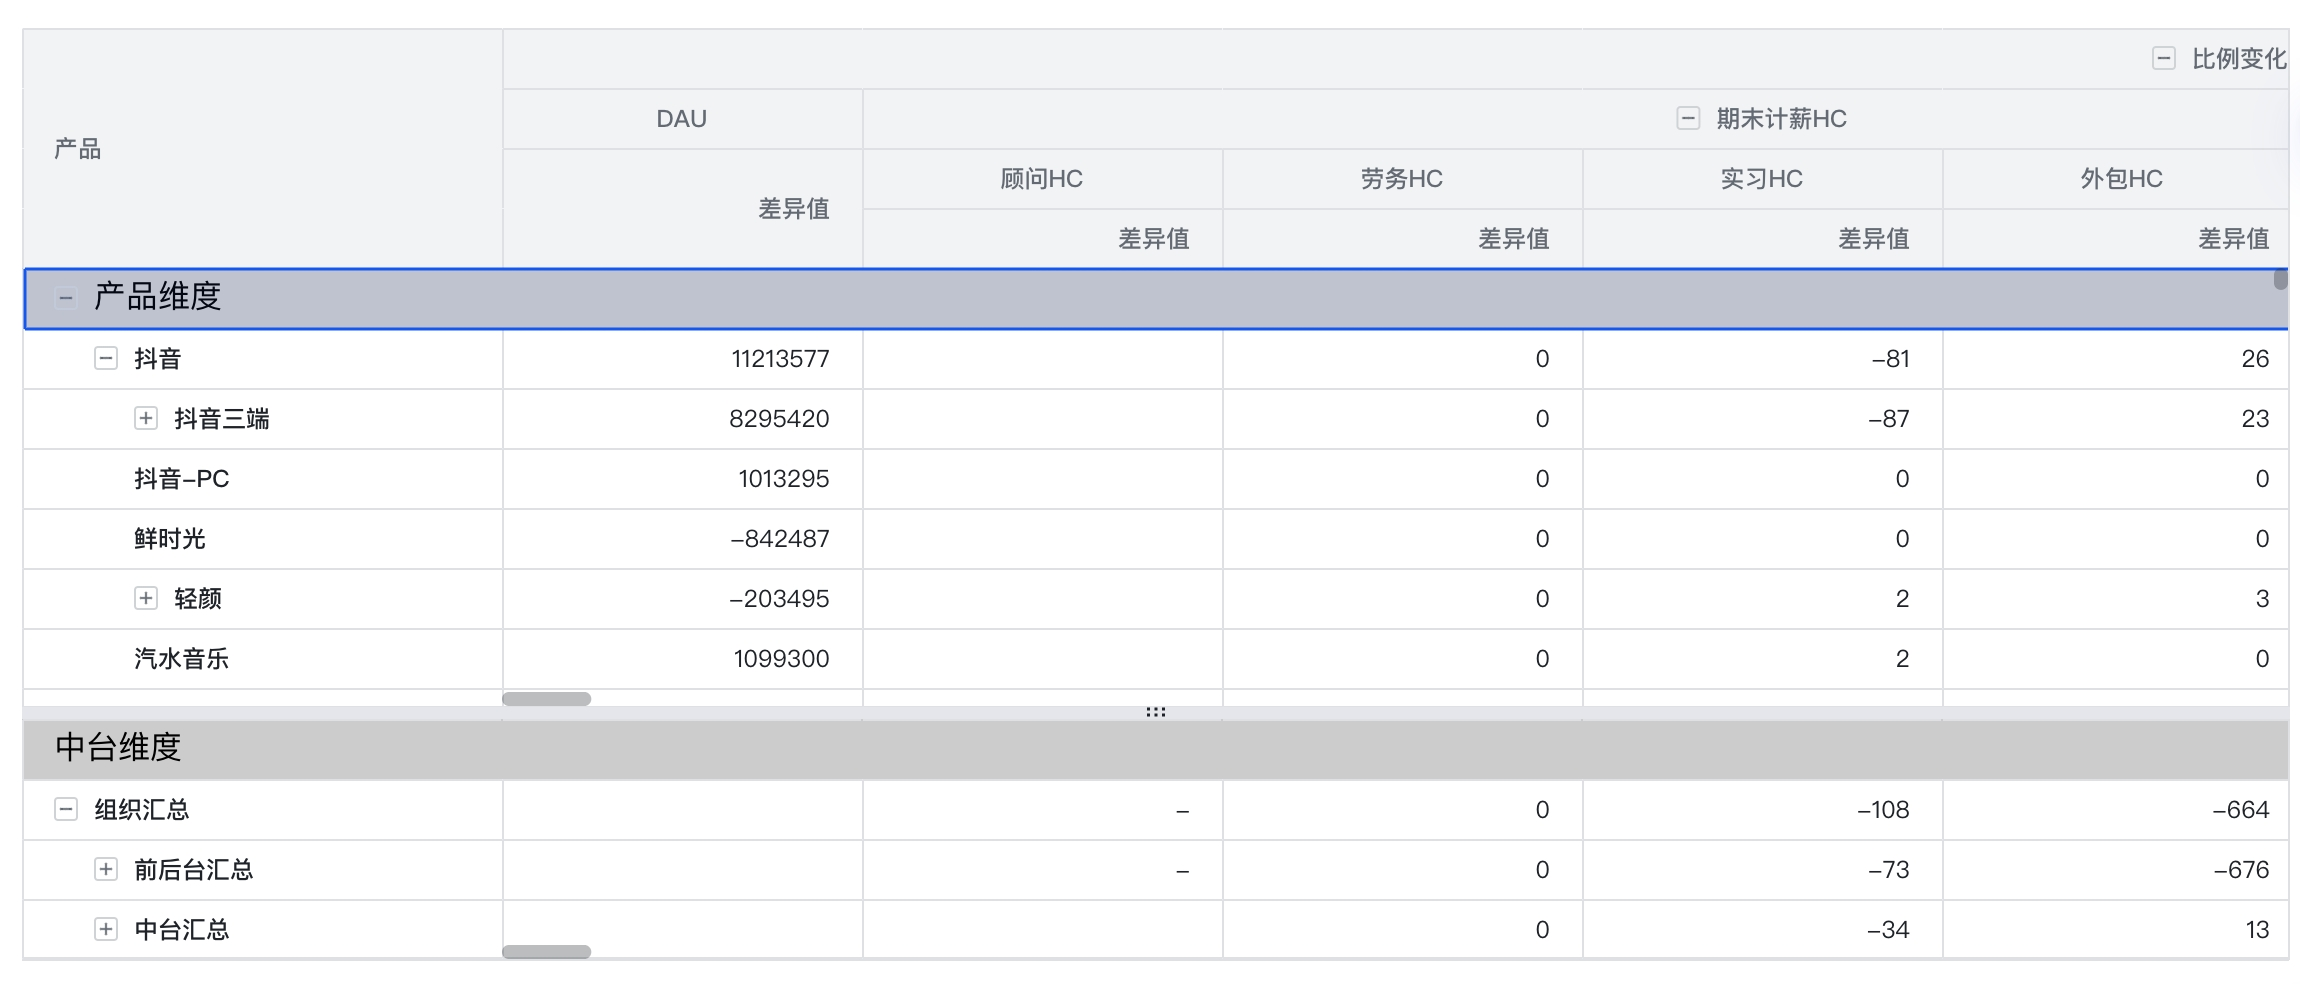 比例变化
产品 DAU 期末计薪HC
顾问HC 劳务HC 实习HC 外包HC
差异值 差异值 差异值 差异值 差异值
产品维度
抖音 11213577 0 -81 26
抖音三端 8295420 0 -87 23
抖音-PC 1013295 0 0 0
鲜时光 -842487 0 0 0
轻颜 -203495 0 2 3
汽水音乐 1099300 0 2 0
中台维度
组织汇总 - 0 -108 -664
前后台汇总 - 0 -73 -676
中台汇总 0 -34 13